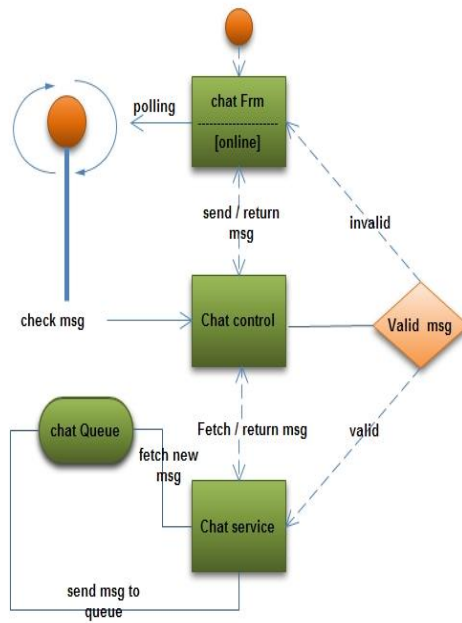 polling
chat Frm
[online]
send / return
msg
invalid
check msg
Chat control
Valid msg
chat Queue
Fetch / return msg
valid
fetch new
msg
Chat service
send msg to
queue